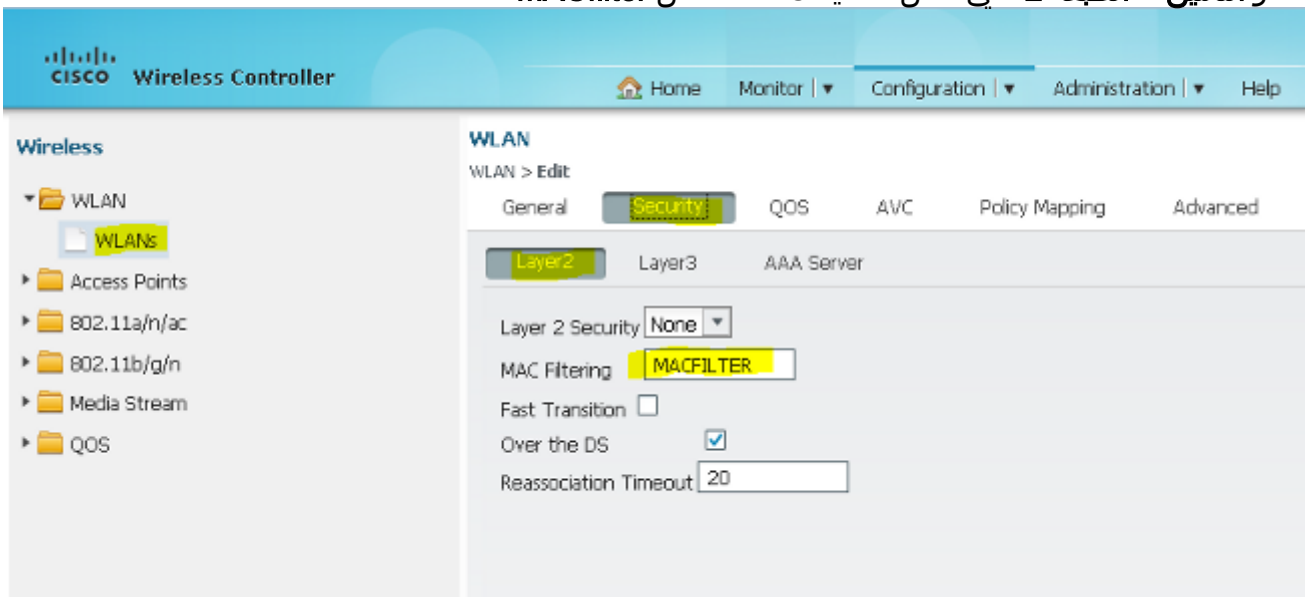 CISCO Wireless Controller
Home Monitor Configuration Administration Help
Wireless
WLAN
WLANs
Access Points
802.11a/n/ac
802.11b/g/n
Media Stream
QOS
WLAN
WLAN > Edit
General Security QOS AVC Policy Mapping Advanced
Layer2 Layer3 AAA Server
Layer 2 Security None
MAC Filtering MACFILTER
Fast Transition
Over the DS
Reassociation Timeout 20